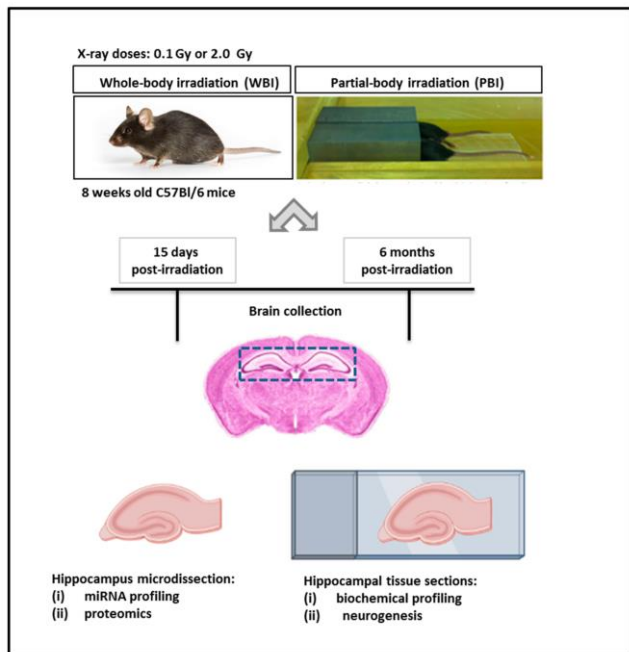 X-ray doses: 0.1 Gy or 2.0 Gy
Whole-body irradiation (WBI)
Partial-body irradiation (PBI)
8 weeks old C57Bl/6 mice
15 days
post-irradiation
6 months
post-irradiation
Brain collection
Hippocampus microdissection:
(i) miRNA profiling
(ii) proteomics
Hippocampal tissue sections:
(i) biochemical profiling
(ii) neurogenesis